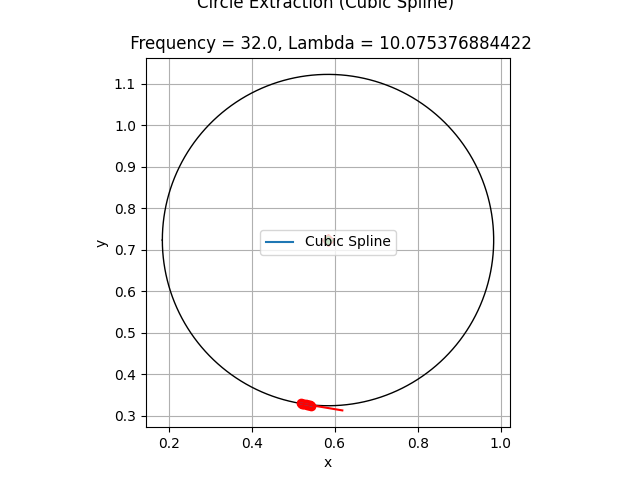 Circle Extraction (Cubic Spline)
Frequency = 32.0, Lambda = 10.075376884422
1.1
1.0
0.9
0.8
0.7
0.6
0.5
0.4
0.3
y
Cubic Spline
0.2 0.4 0.6 0.8 1.0
x